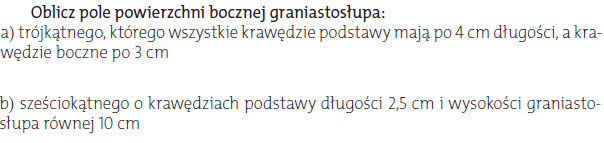 Oblicz pole powierzchni bocznej graniastosłupa:
a) trójkątnego, którego wszystkie krawędzie podstawy mają po 4 cm długości, a kra-
wędzie boczne po 3 cm
b) sześciokątnego o krawędziach podstawy długości 2,5 cm i wysokości graniasto-
słupa równej 10 cm